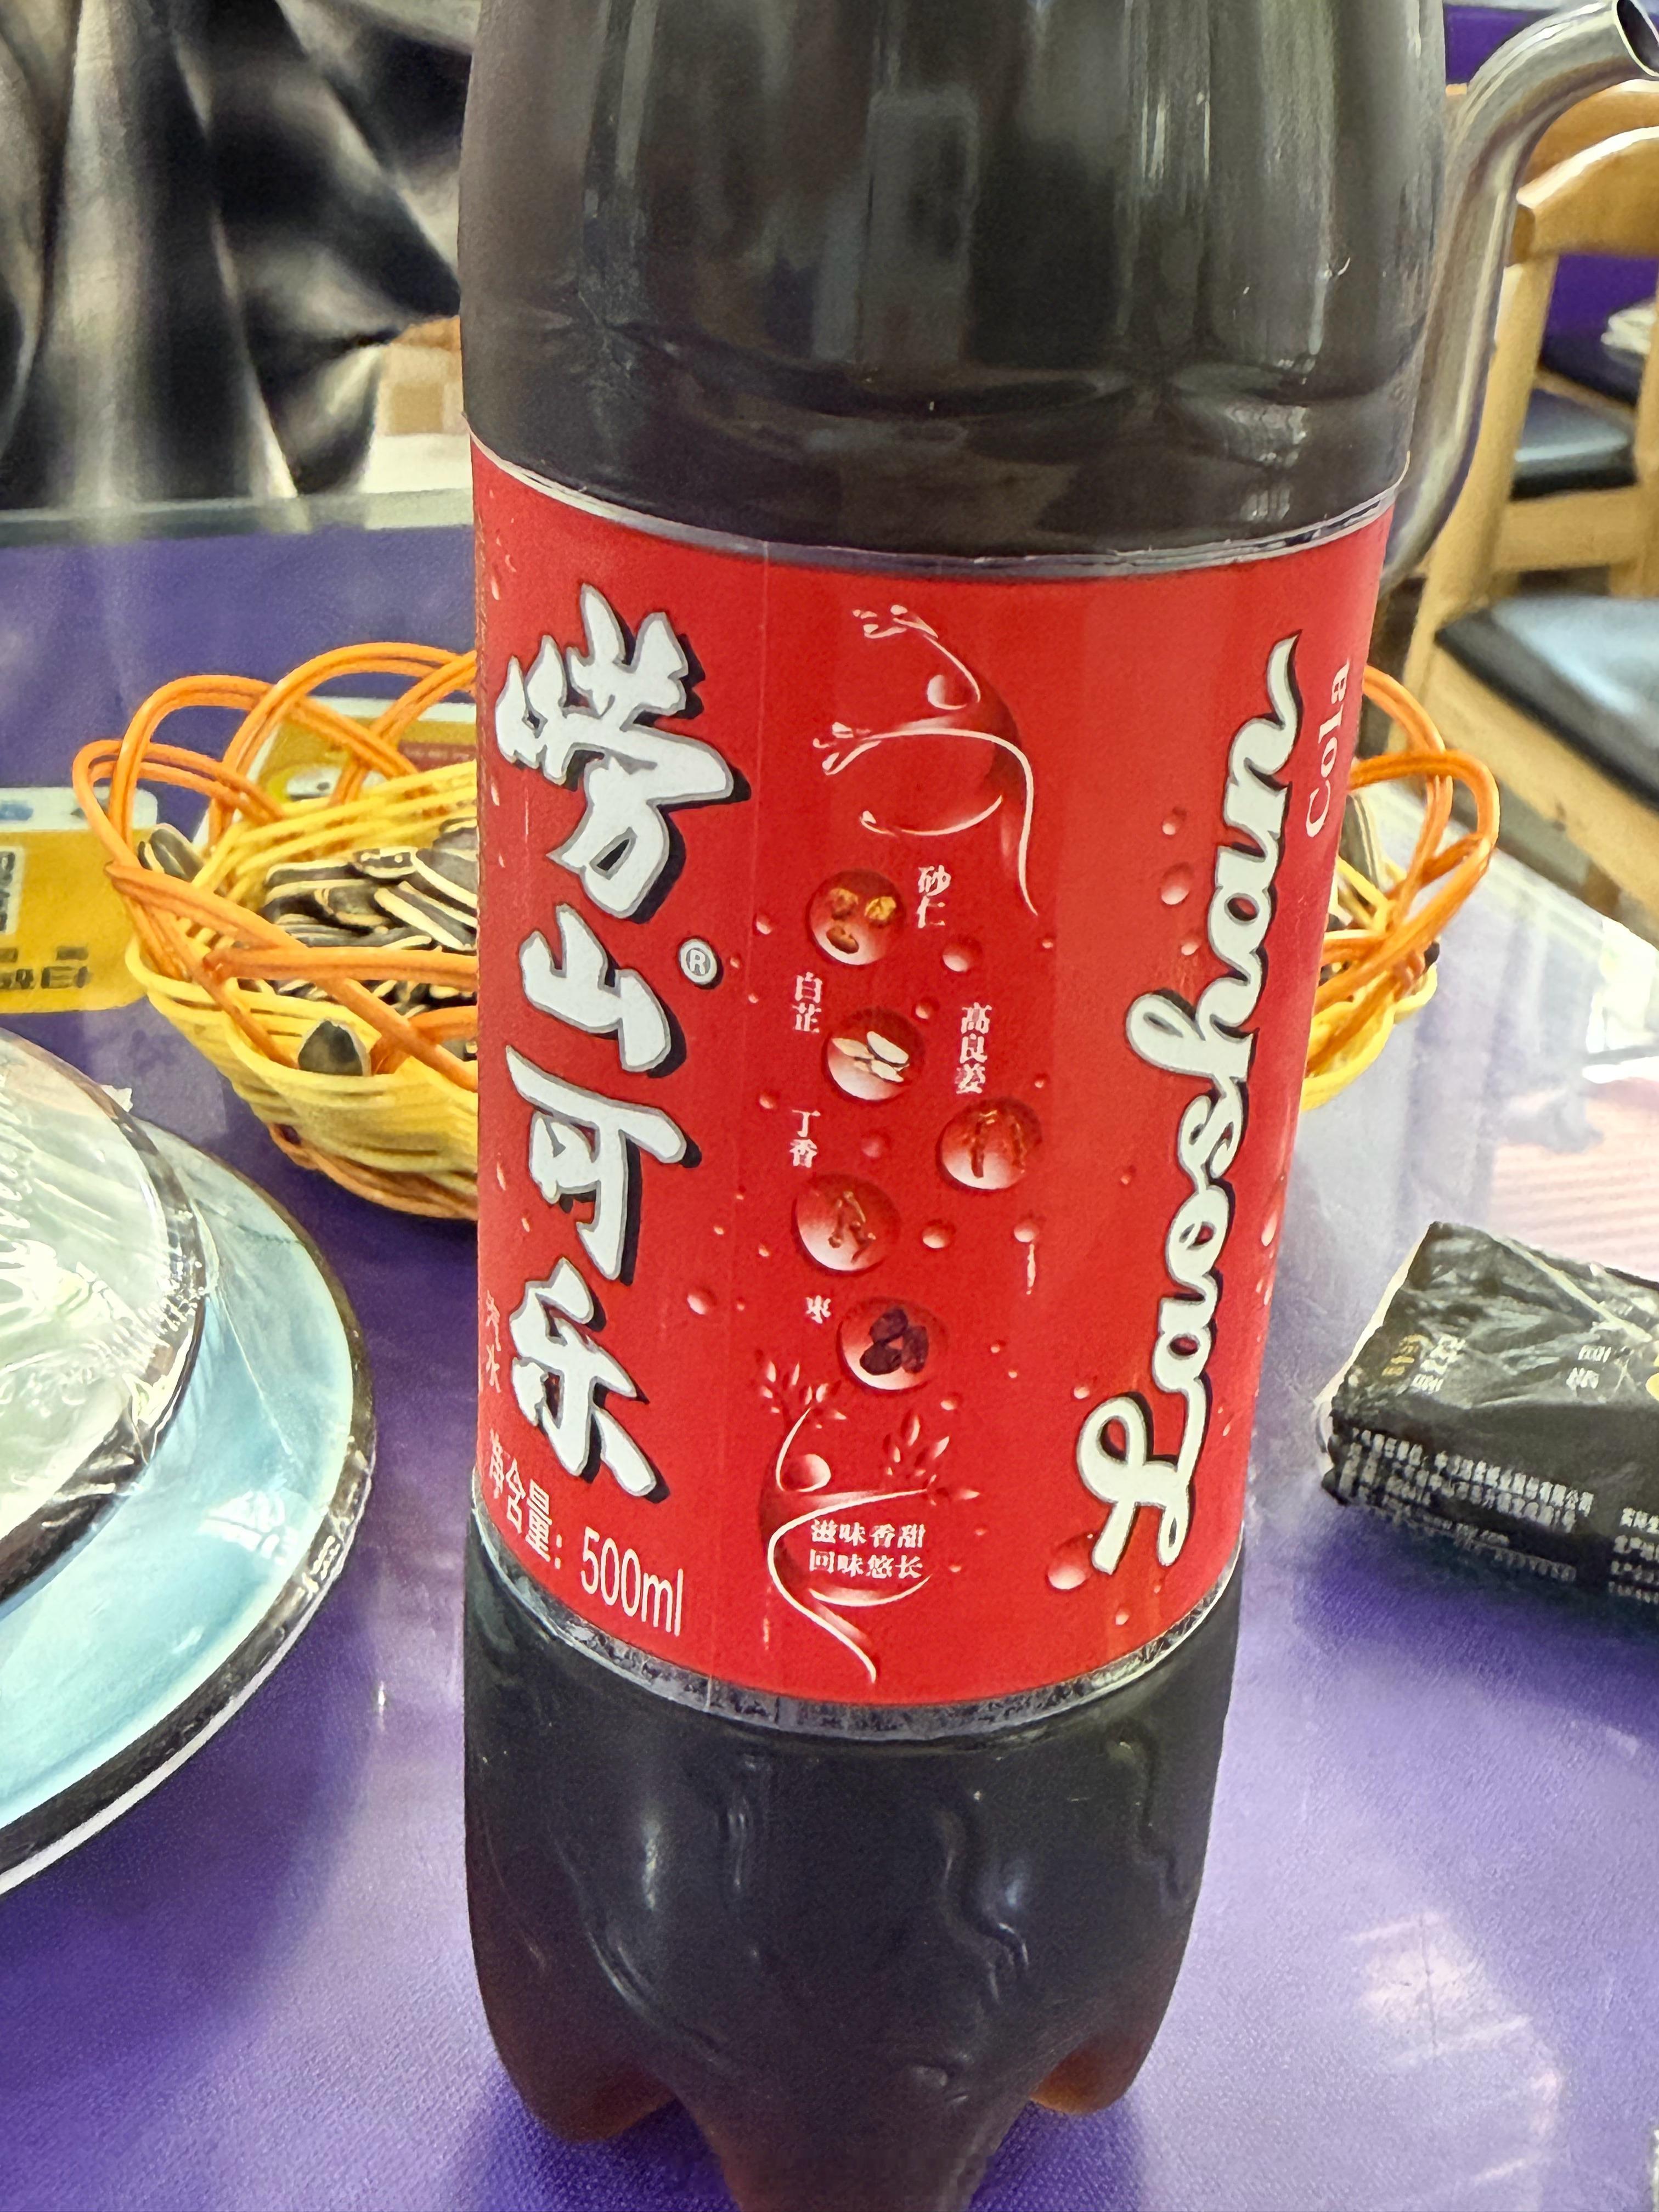 崂山可乐
®
汽水
净含量：500ml
砂仁
白芷
高良姜
丁香
枣
滋味香甜
回味悠长
Laoshan
Cola